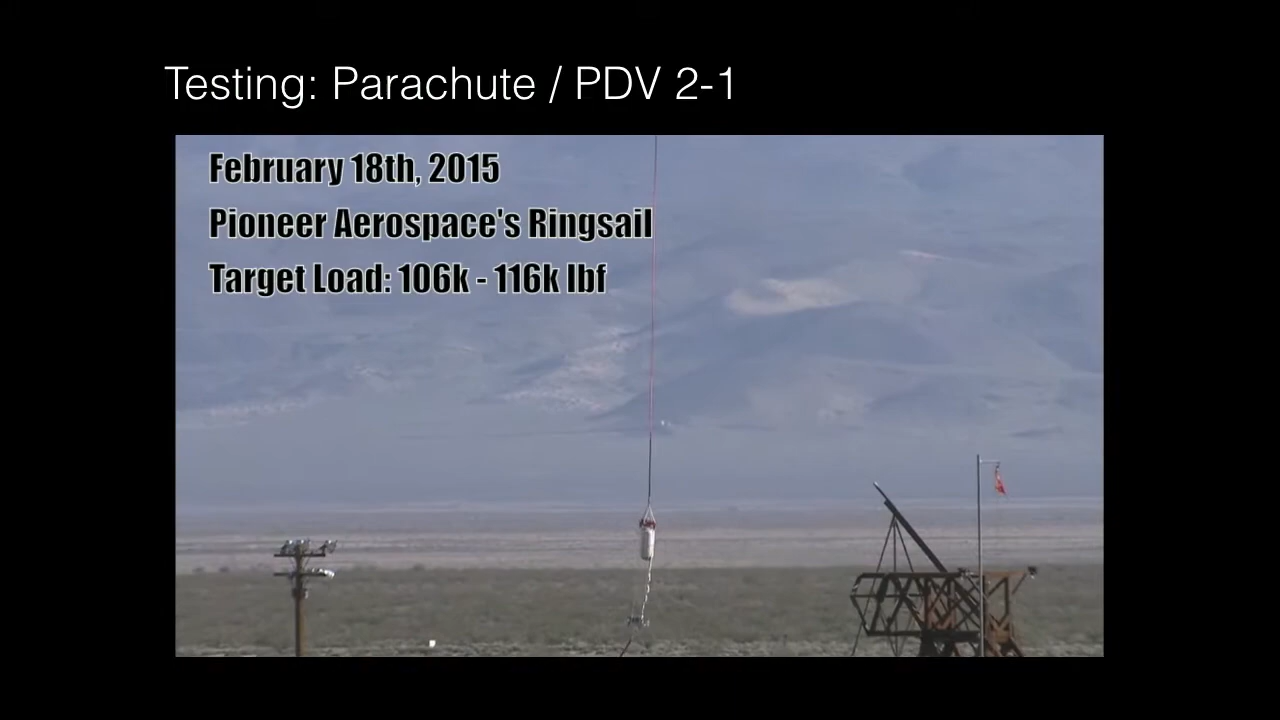 Testing: Parachute / PDV 2-1
February 18th, 2015
Pioneer Aerospace's Ringsail
Target Load: 106k - 116k lbf